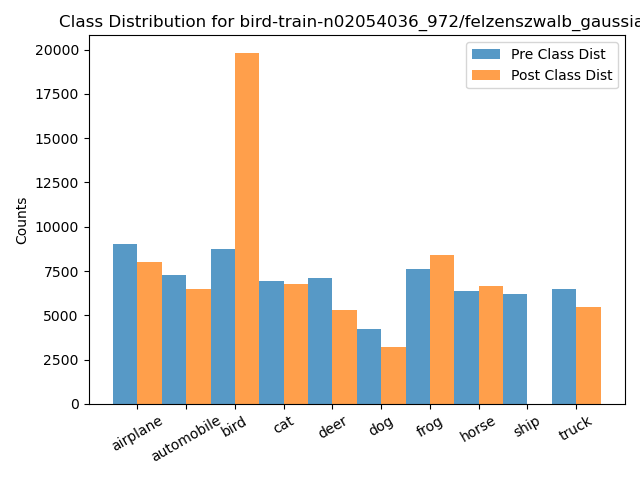 Class Distribution for bird-train-n02054036_972/felzenszwalb_gaussia
Pre Class Dist
Post Class Dist
Counts
20000
17500
15000
12500
10000
7500
5000
2500
0
airplane
automobile
bird
cat
deer
dog
frog
horse
ship
truck